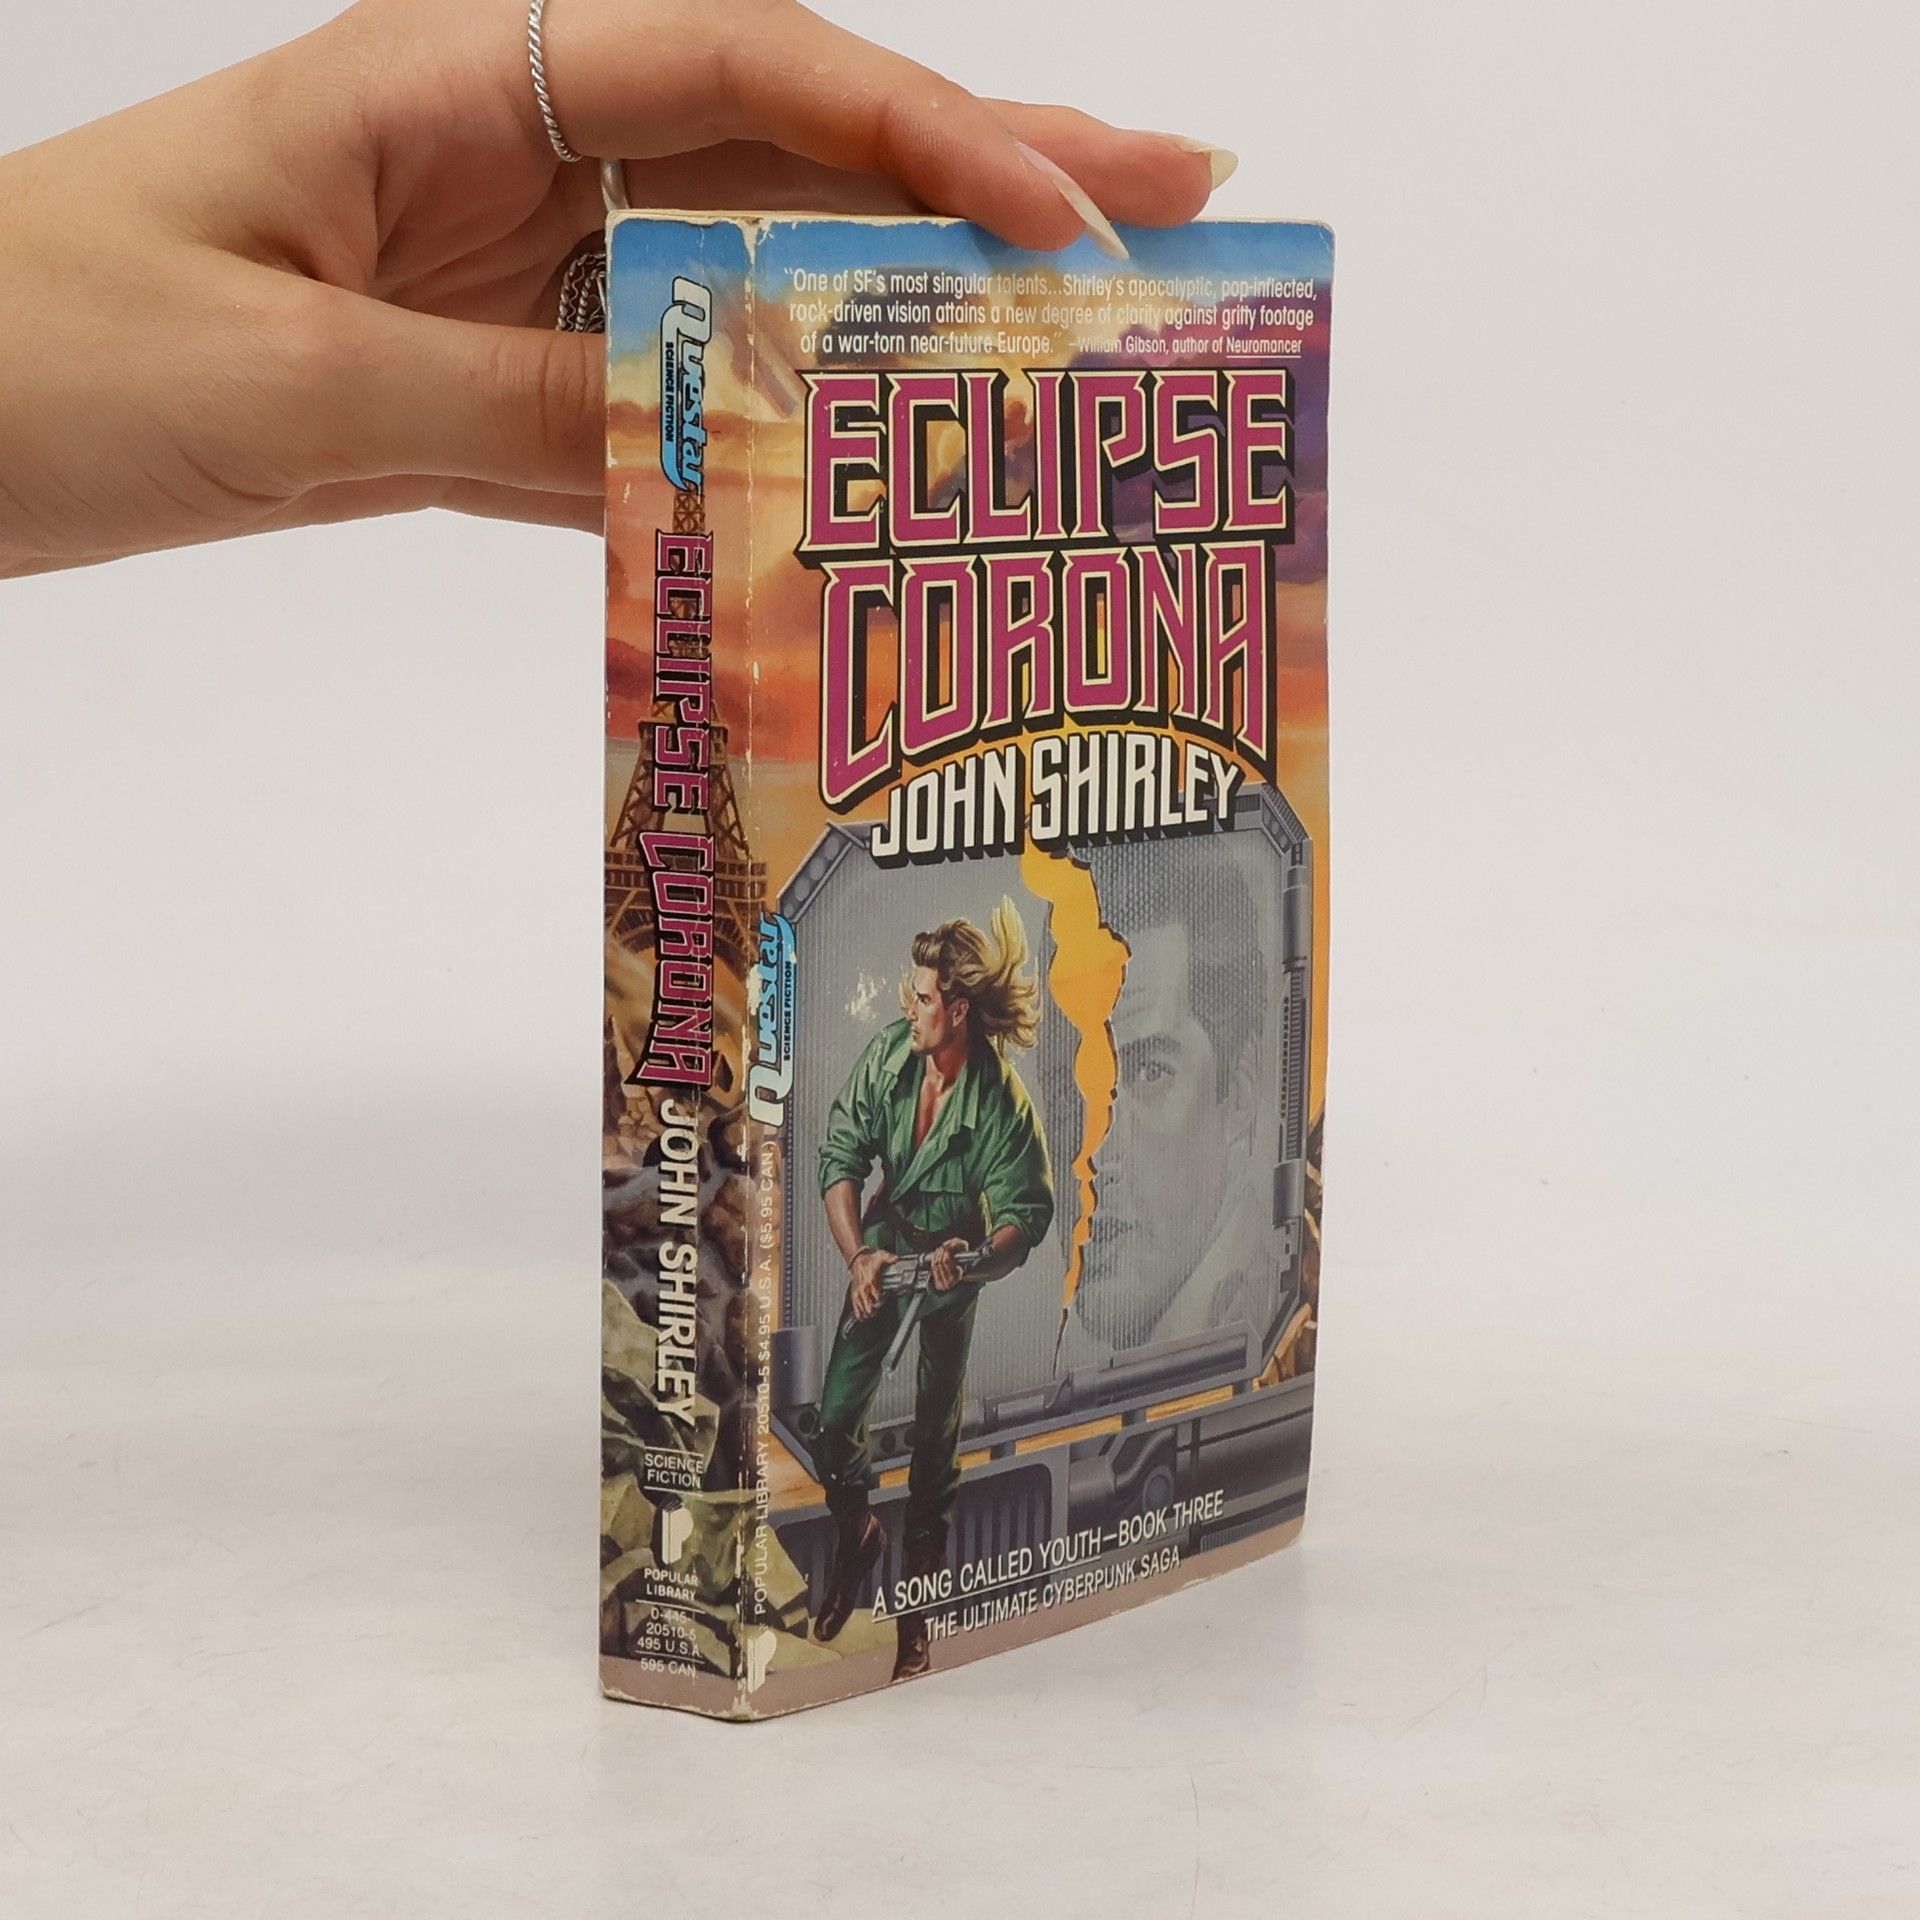 "One of SF's most singular talents...Shirley's apocalyptic, pop-inflected,
rock-driven vision attains a new degree of clarity against gritty footage
of a war-torn near-future Europe." —William Gibson, author of Neuromancer
ECLIPSE
CORONA
JOHN SHIRLEY
Questar
SCIENCE FICTION
POPULAR LIBRARY 20510-5 $4.95 U.S.A. ($5.95 CAN.)
A SONG CALLED YOUTH—BOOK THREE
THE ULTIMATE CYBERPUNK SAGA
Questar
SCIENCE FICTION
ECLIPSE CORONA JOHN SHIRLEY
SCIENCE
FICTION
POPULAR
LIBRARY
0-445-
20510-5
495 U.S.A.
595 CAN.